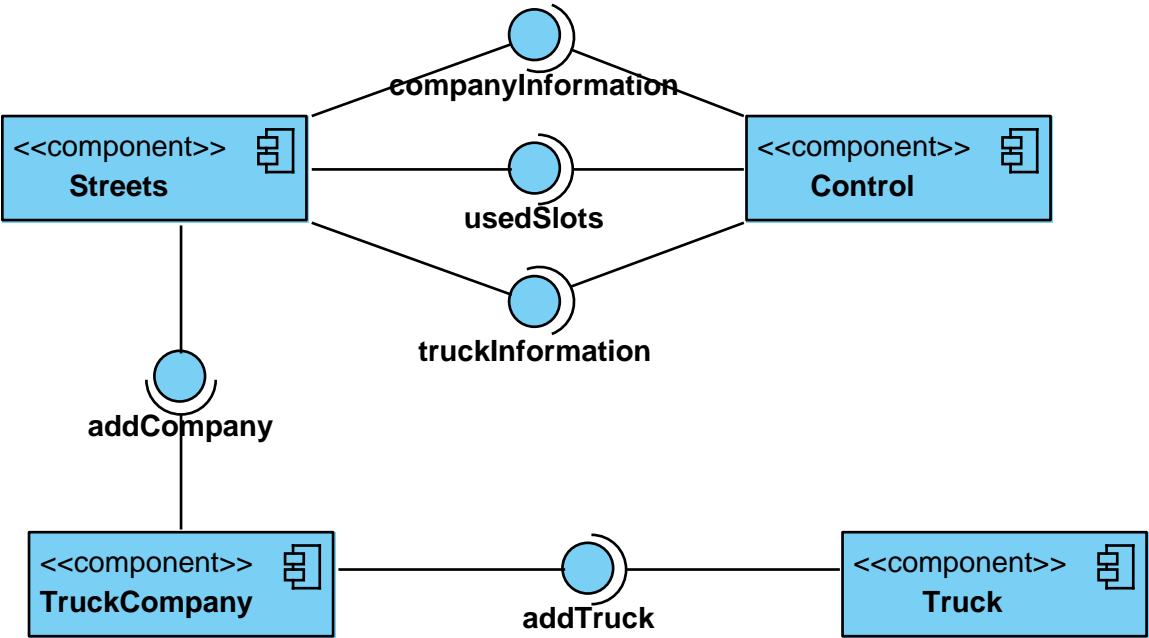 companyInformation
<<component>>
Streets
<<component>>
Control
usedSlots
truckInformation
addCompany
<<component>>
TruckCompany
<<component>>
Truck
addTruck